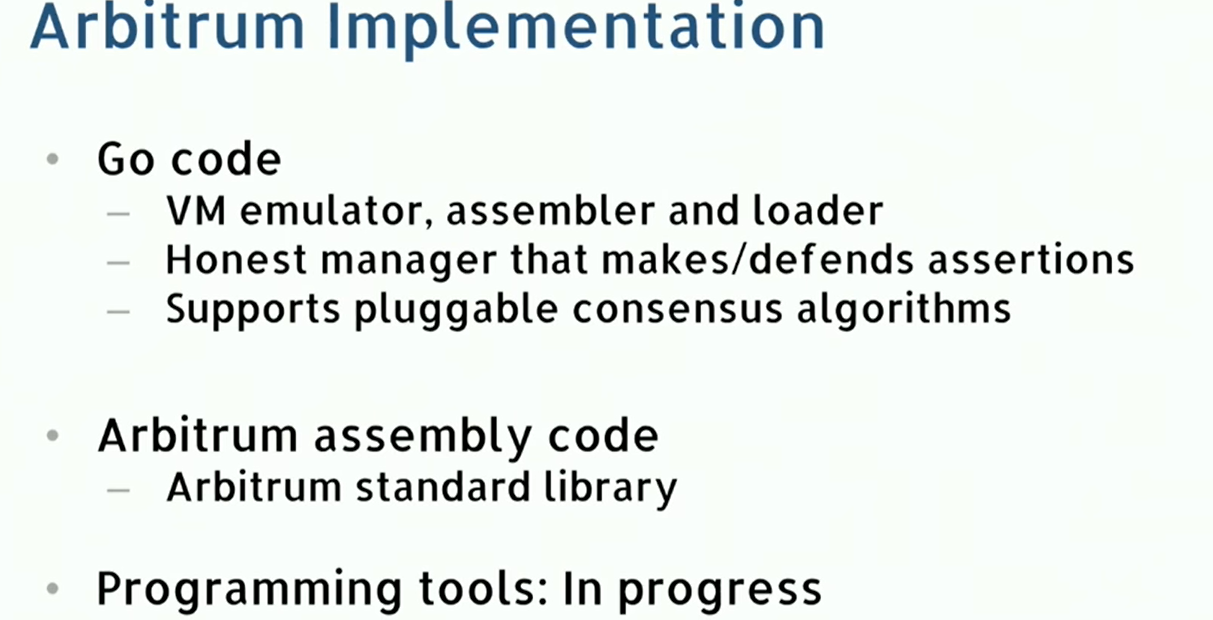 Arbitrum Implementation
• Go code
– VM emulator, assembler and loader
– Honest manager that makes/defends assertions
– Supports pluggable consensus algorithms
• Arbitrum assembly code
– Arbitrum standard library
• Programming tools: In progress